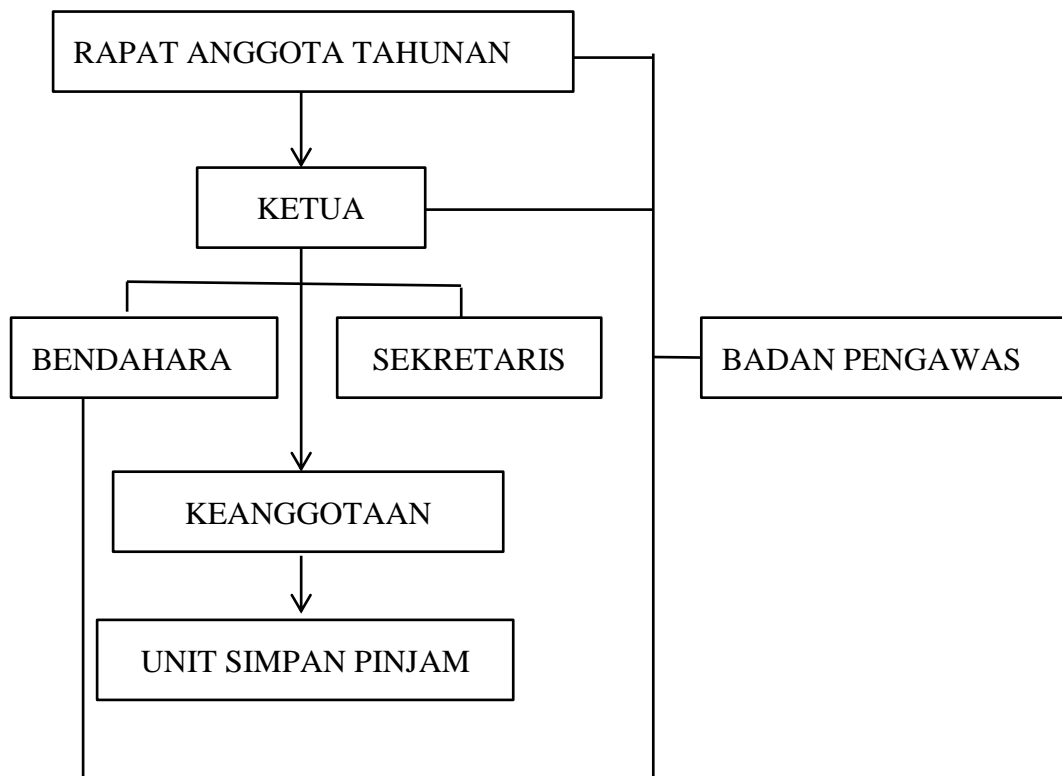 RAPAT ANGGOTA TAHUNAN
KETUA
BENDAHARA
SEKRETARIS
BADAN PENGAWAS
KEANGGOTAAN
UNIT SIMPAN PINJAM